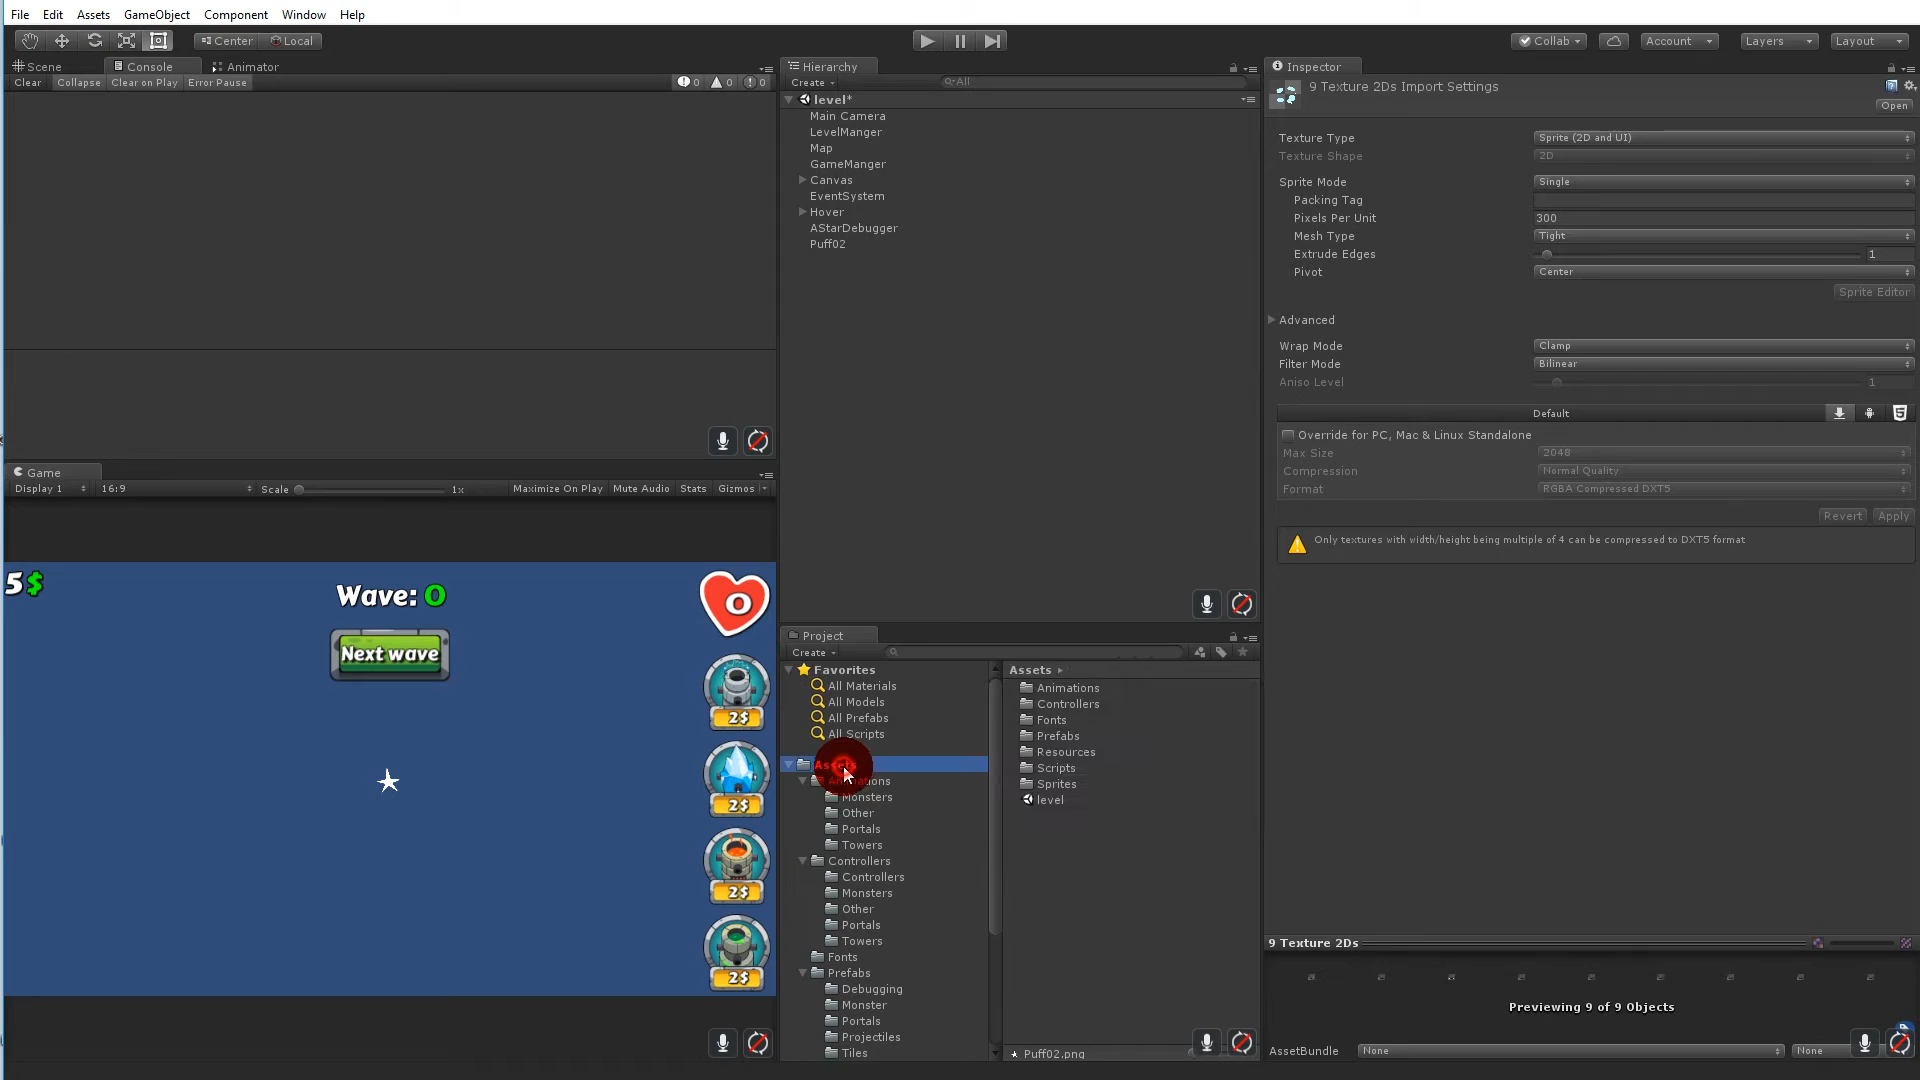 File Edit Assets GameObject Component Window Help
Center Local
Collab Account Layers Layout
Scene Console Animator
Clear Collapse Clear on Play Error Pause 0 0 0
Game
Display 1 16:9 Scale 1x Maximize On Play Mute Audio Stats Gizmos
5$
Wave: 0
0
Next wave
2$
2$
2$
2$
Hierarchy
Create All
level*
Main Camera
LevelManger
Map
GameManger
Canvas
EventSystem
Hover
AStarDebugger
Puff02
Project
Create
Favorites
All Materials
All Models
All Prefabs
All Scripts
Assets
Animations
Monsters
Other
Portals
Towers
Controllers
Controllers
Monsters
Other
Portals
Towers
Fonts
Prefabs
Debugging
Monster
Portals
Projectiles
Tiles
Assets
Animations
Controllers
Fonts
Prefabs
Resources
Scripts
Sprites
level
Puff02.png
Inspector
9 Texture 2Ds Import Settings
Open
Texture Type Sprite (2D and UI)
Texture Shape 2D
Sprite Mode Single
Packing Tag
Pixels Per Unit 300
Mesh Type Tight
Extrude Edges 1
Pivot Center
Sprite Editor
Advanced
Wrap Mode Clamp
Filter Mode Bilinear
Aniso Level 1
Default
Override for PC, Mac & Linux Standalone
Max Size 2048
Compression Normal Quality
Format RGBA Compressed DXT5
Revert Apply
Only textures with width/height being multiple of 4 can be compressed to DXT5 format
9 Texture 2Ds
Previewing 9 of 9 Objects
AssetBundle None None